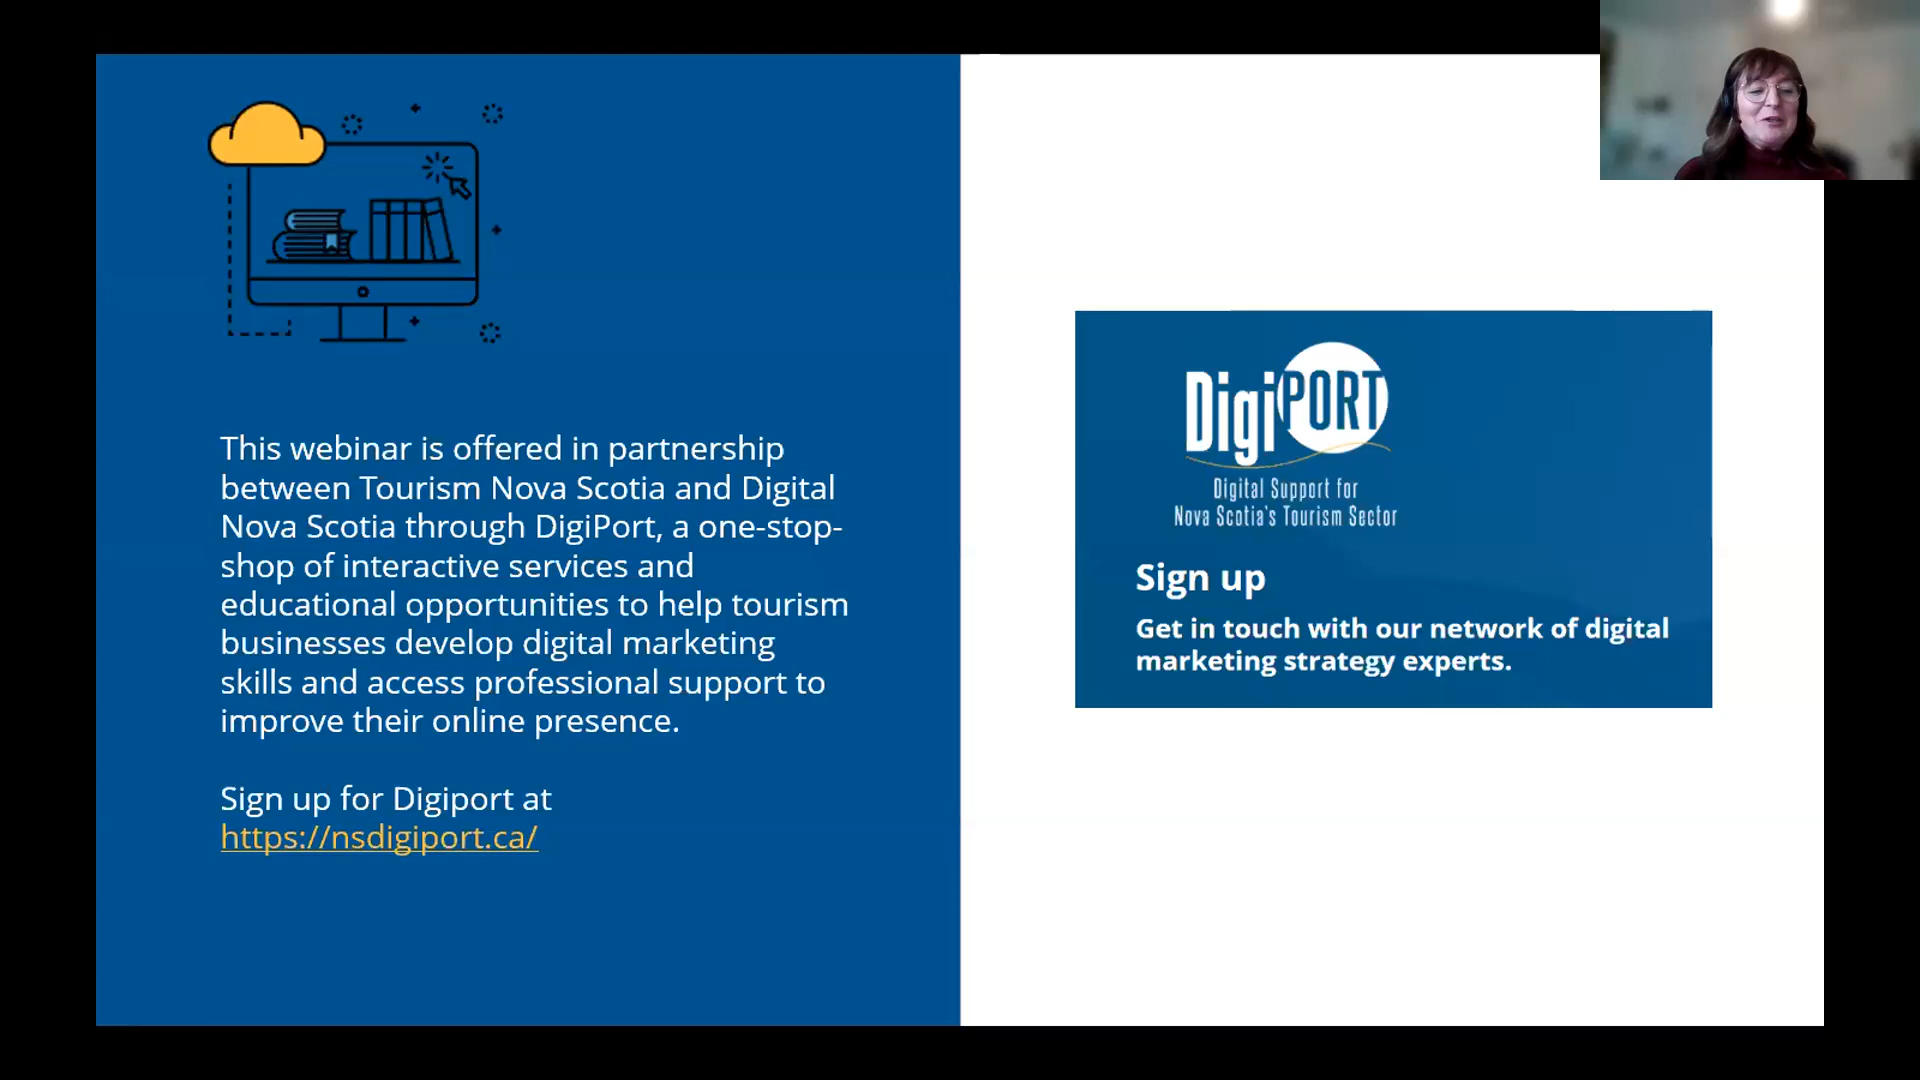 This webinar is offered in partnership
between Tourism Nova Scotia and Digital
Nova Scotia through DigiPort, a one-stop-
shop of interactive services and
educational opportunities to help tourism
businesses develop digital marketing
skills and access professional support to
improve their online presence.
Sign up for Digiport at
https://nsdigiport.ca/
DigiPORT
Digital Support for
Nova Scotia's Tourism Sector
Sign up
Get in touch with our network of digital
marketing strategy experts.